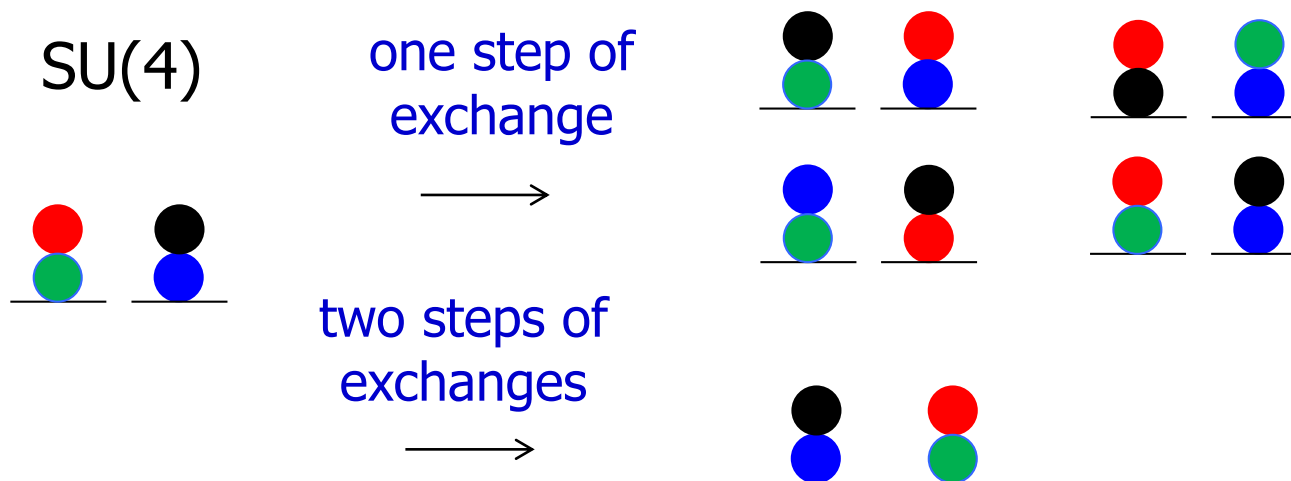 SU(4)
one step of
exchange
two steps of
exchanges